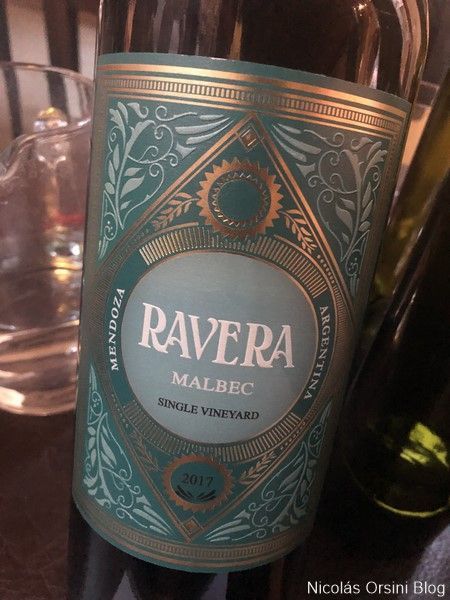 MENDOZA
ARGENTINA
RAVERA
MALBEC
SINGLE VINEYARD
2017
Nicolás Orsini Blog